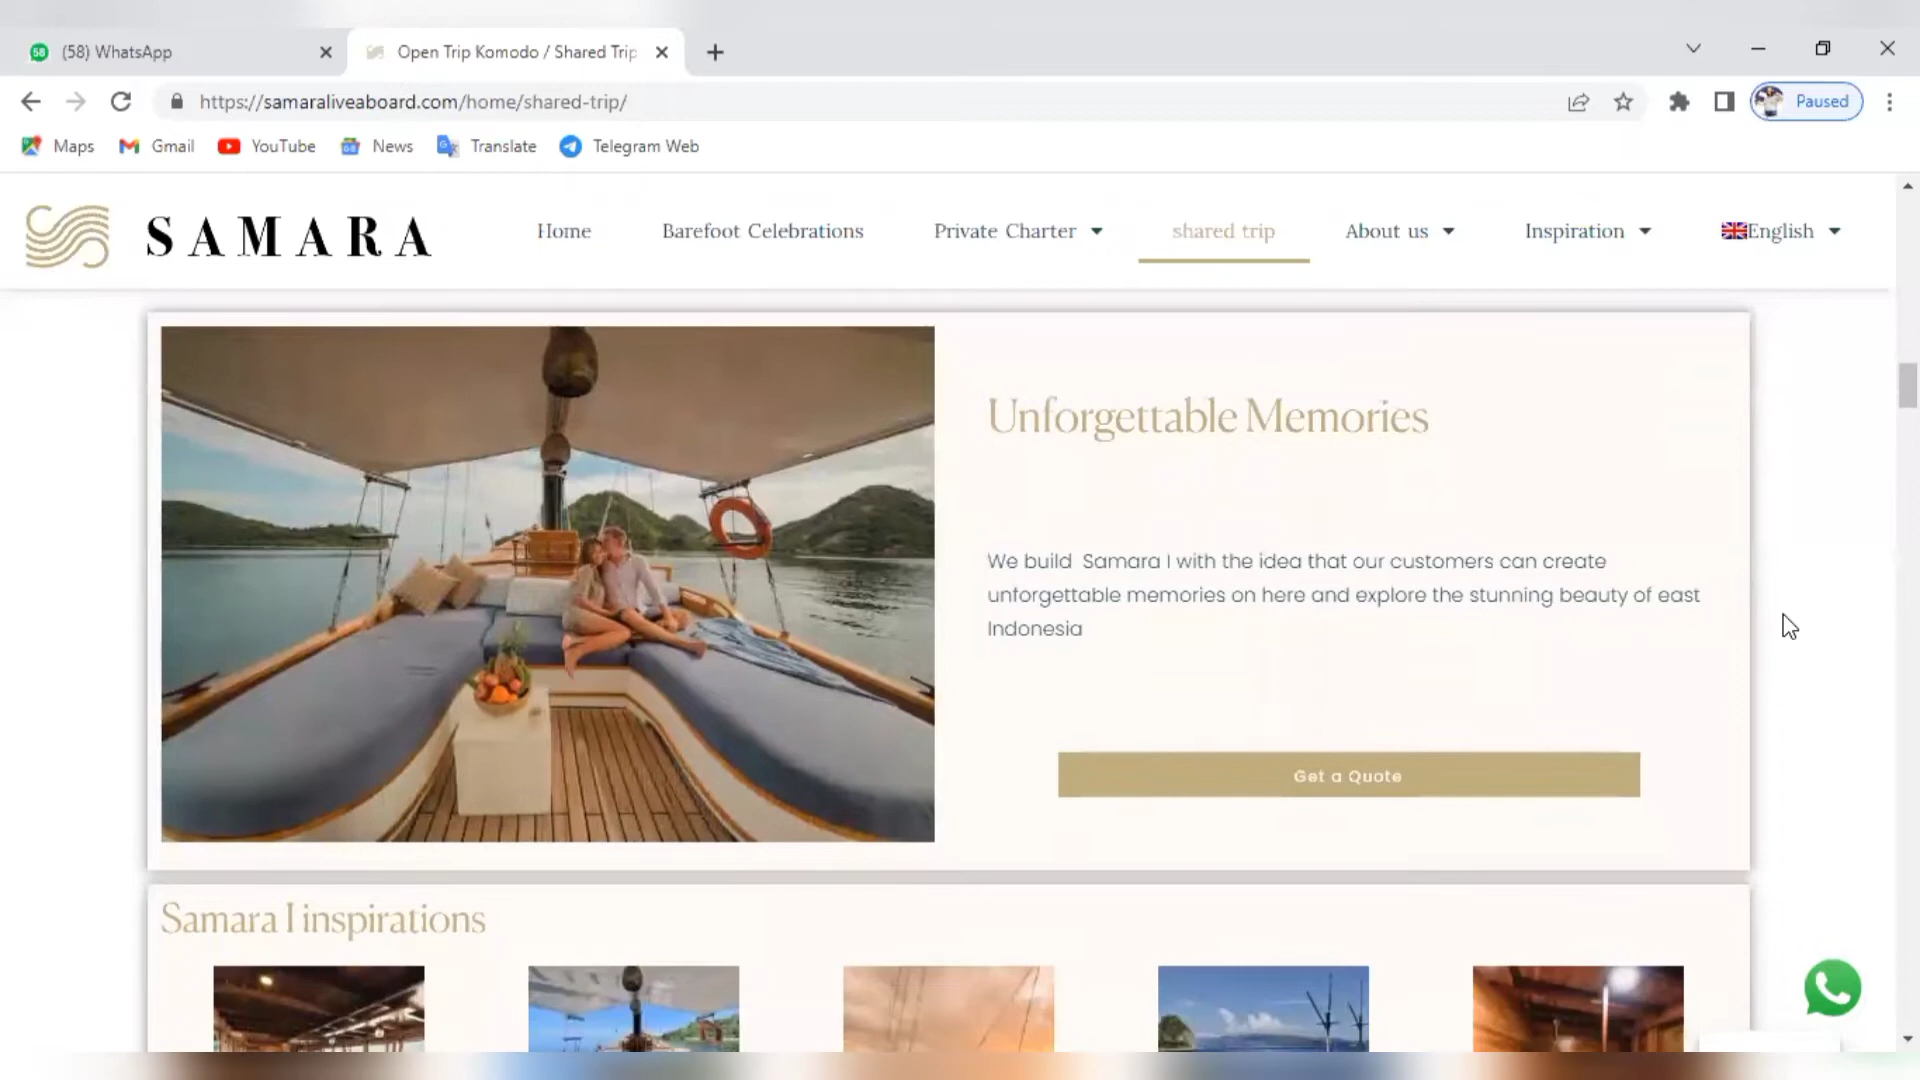 (58) WhatsApp
Open Trip Komodo / Shared Trip
https://samaraliveaboard.com/home/shared-trip/
Paused
Maps Gmail YouTube News Translate Telegram Web
SAMARA
Home Barefoot Celebrations Private Charter shared trip About us Inspiration English
Unforgettable Memories
We build Samara I with the idea that our customers can create
unforgettable memories on here and explore the stunning beauty of east
Indonesia
Get a Quote
Samara I inspirations